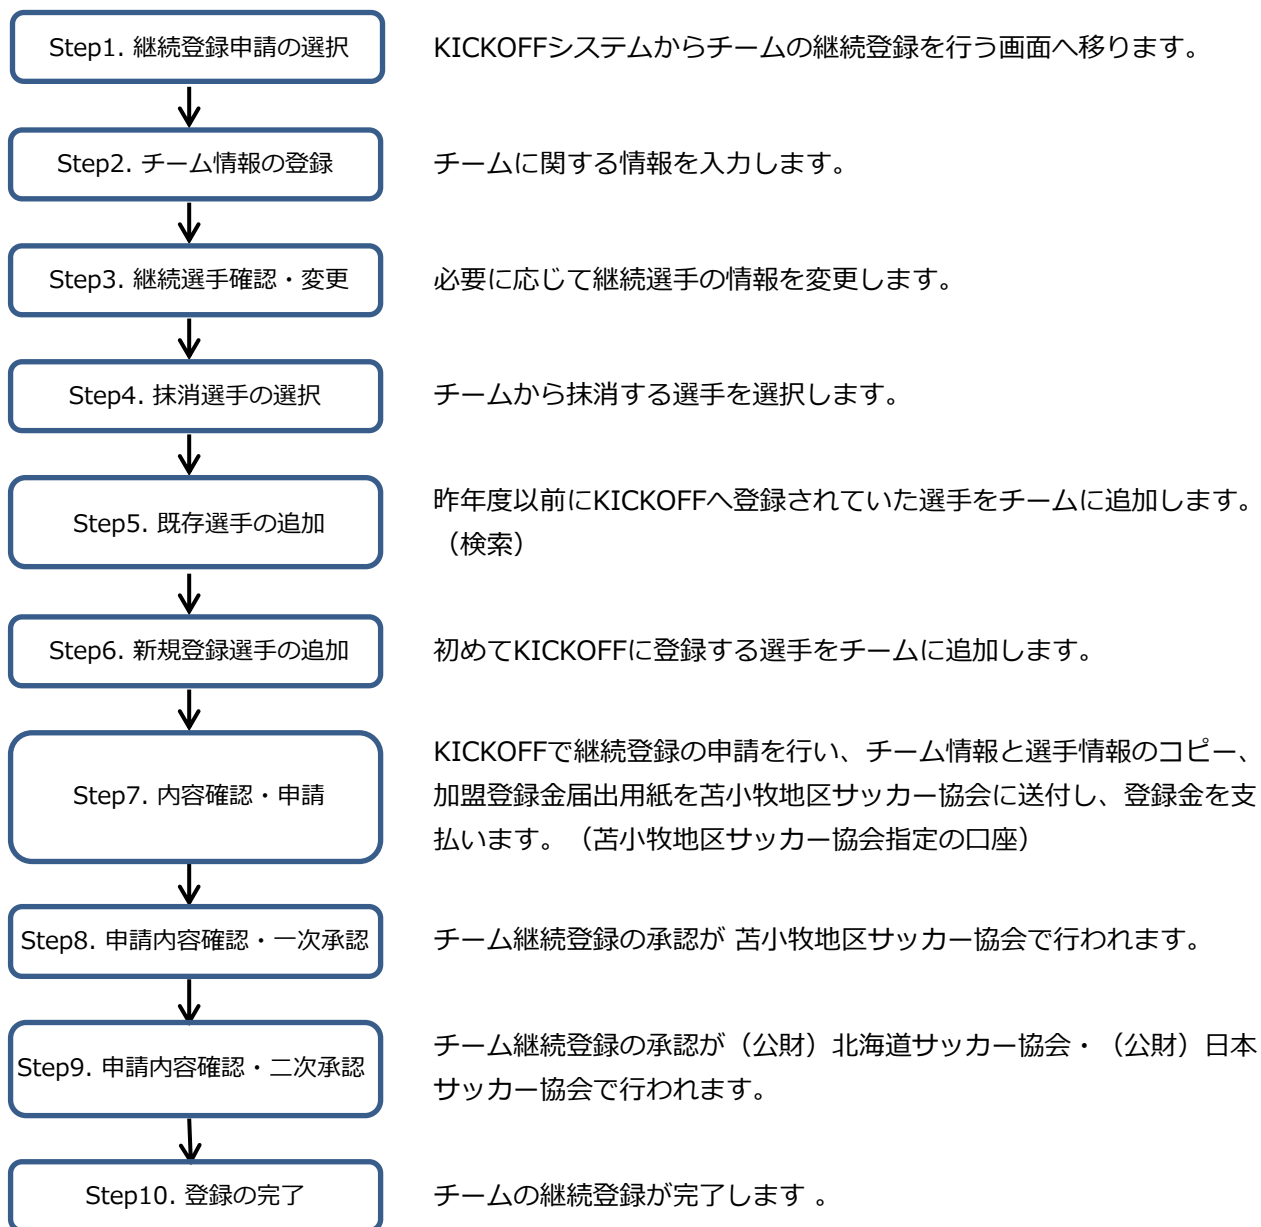 Step1. 継続登録申請の選択
KICKOFFシステムからチームの継続登録を行う画面へ移ります。
Step2. チーム情報の登録
チームに関する情報を入力します。
Step3. 継続選手確認・変更
必要に応じて継続選手の情報を変更します。
Step4. 抹消選手の選択
チームから抹消する選手を選択します。
Step5. 既存選手の追加
昨年度以前にKICKOFFへ登録されていた選手をチームに追加します。
（検索）
Step6. 新規登録選手の追加
初めてKICKOFFに登録する選手をチームに追加します。
Step7. 内容確認・申請
KICKOFFで継続登録の申請を行い、チーム情報と選手情報のコピー、
加盟登録金届出用紙を苫小牧地区サッカー協会に送付し、登録金を支
払います。（苫小牧地区サッカー協会指定の口座）
Step8. 申請内容確認・一次承認
チーム継続登録の承認が 苫小牧地区サッカー協会で行われます。
Step9. 申請内容確認・二次承認
チーム継続登録の承認が（公財）北海道サッカー協会・（公財）日本
サッカー協会で行われます。
Step10. 登録の完了
チームの継続登録が完了します 。